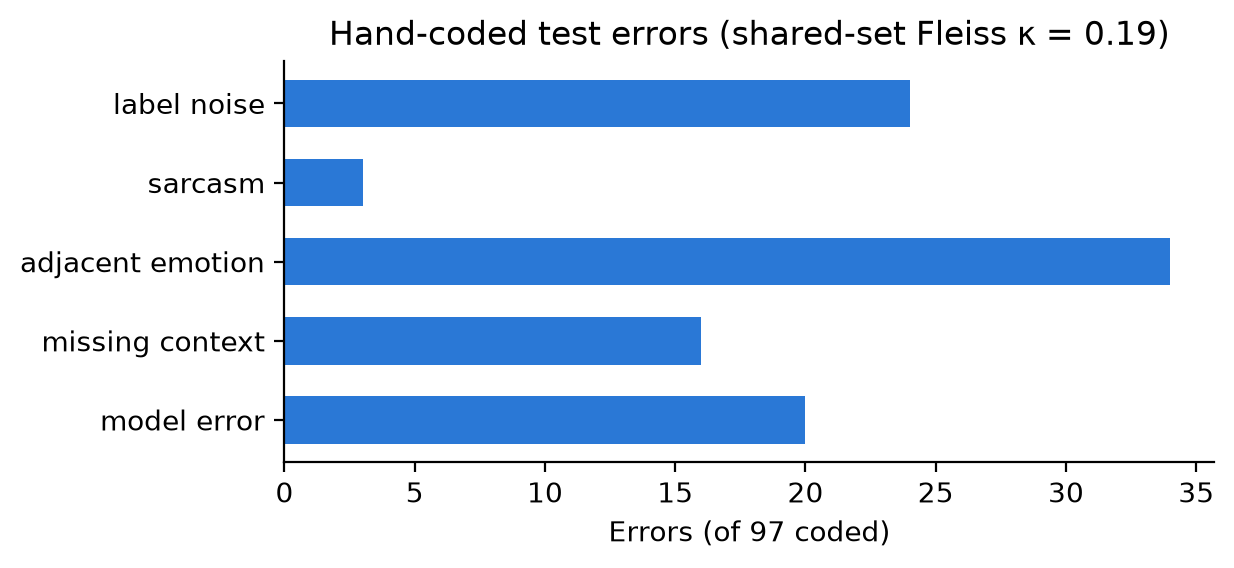 Hand-coded test errors (shared-set Fleiss κ = 0.19)
label noise
sarcasm
adjacent emotion
missing context
model error
0 5 10 15 20 25 30 35
Errors (of 97 coded)